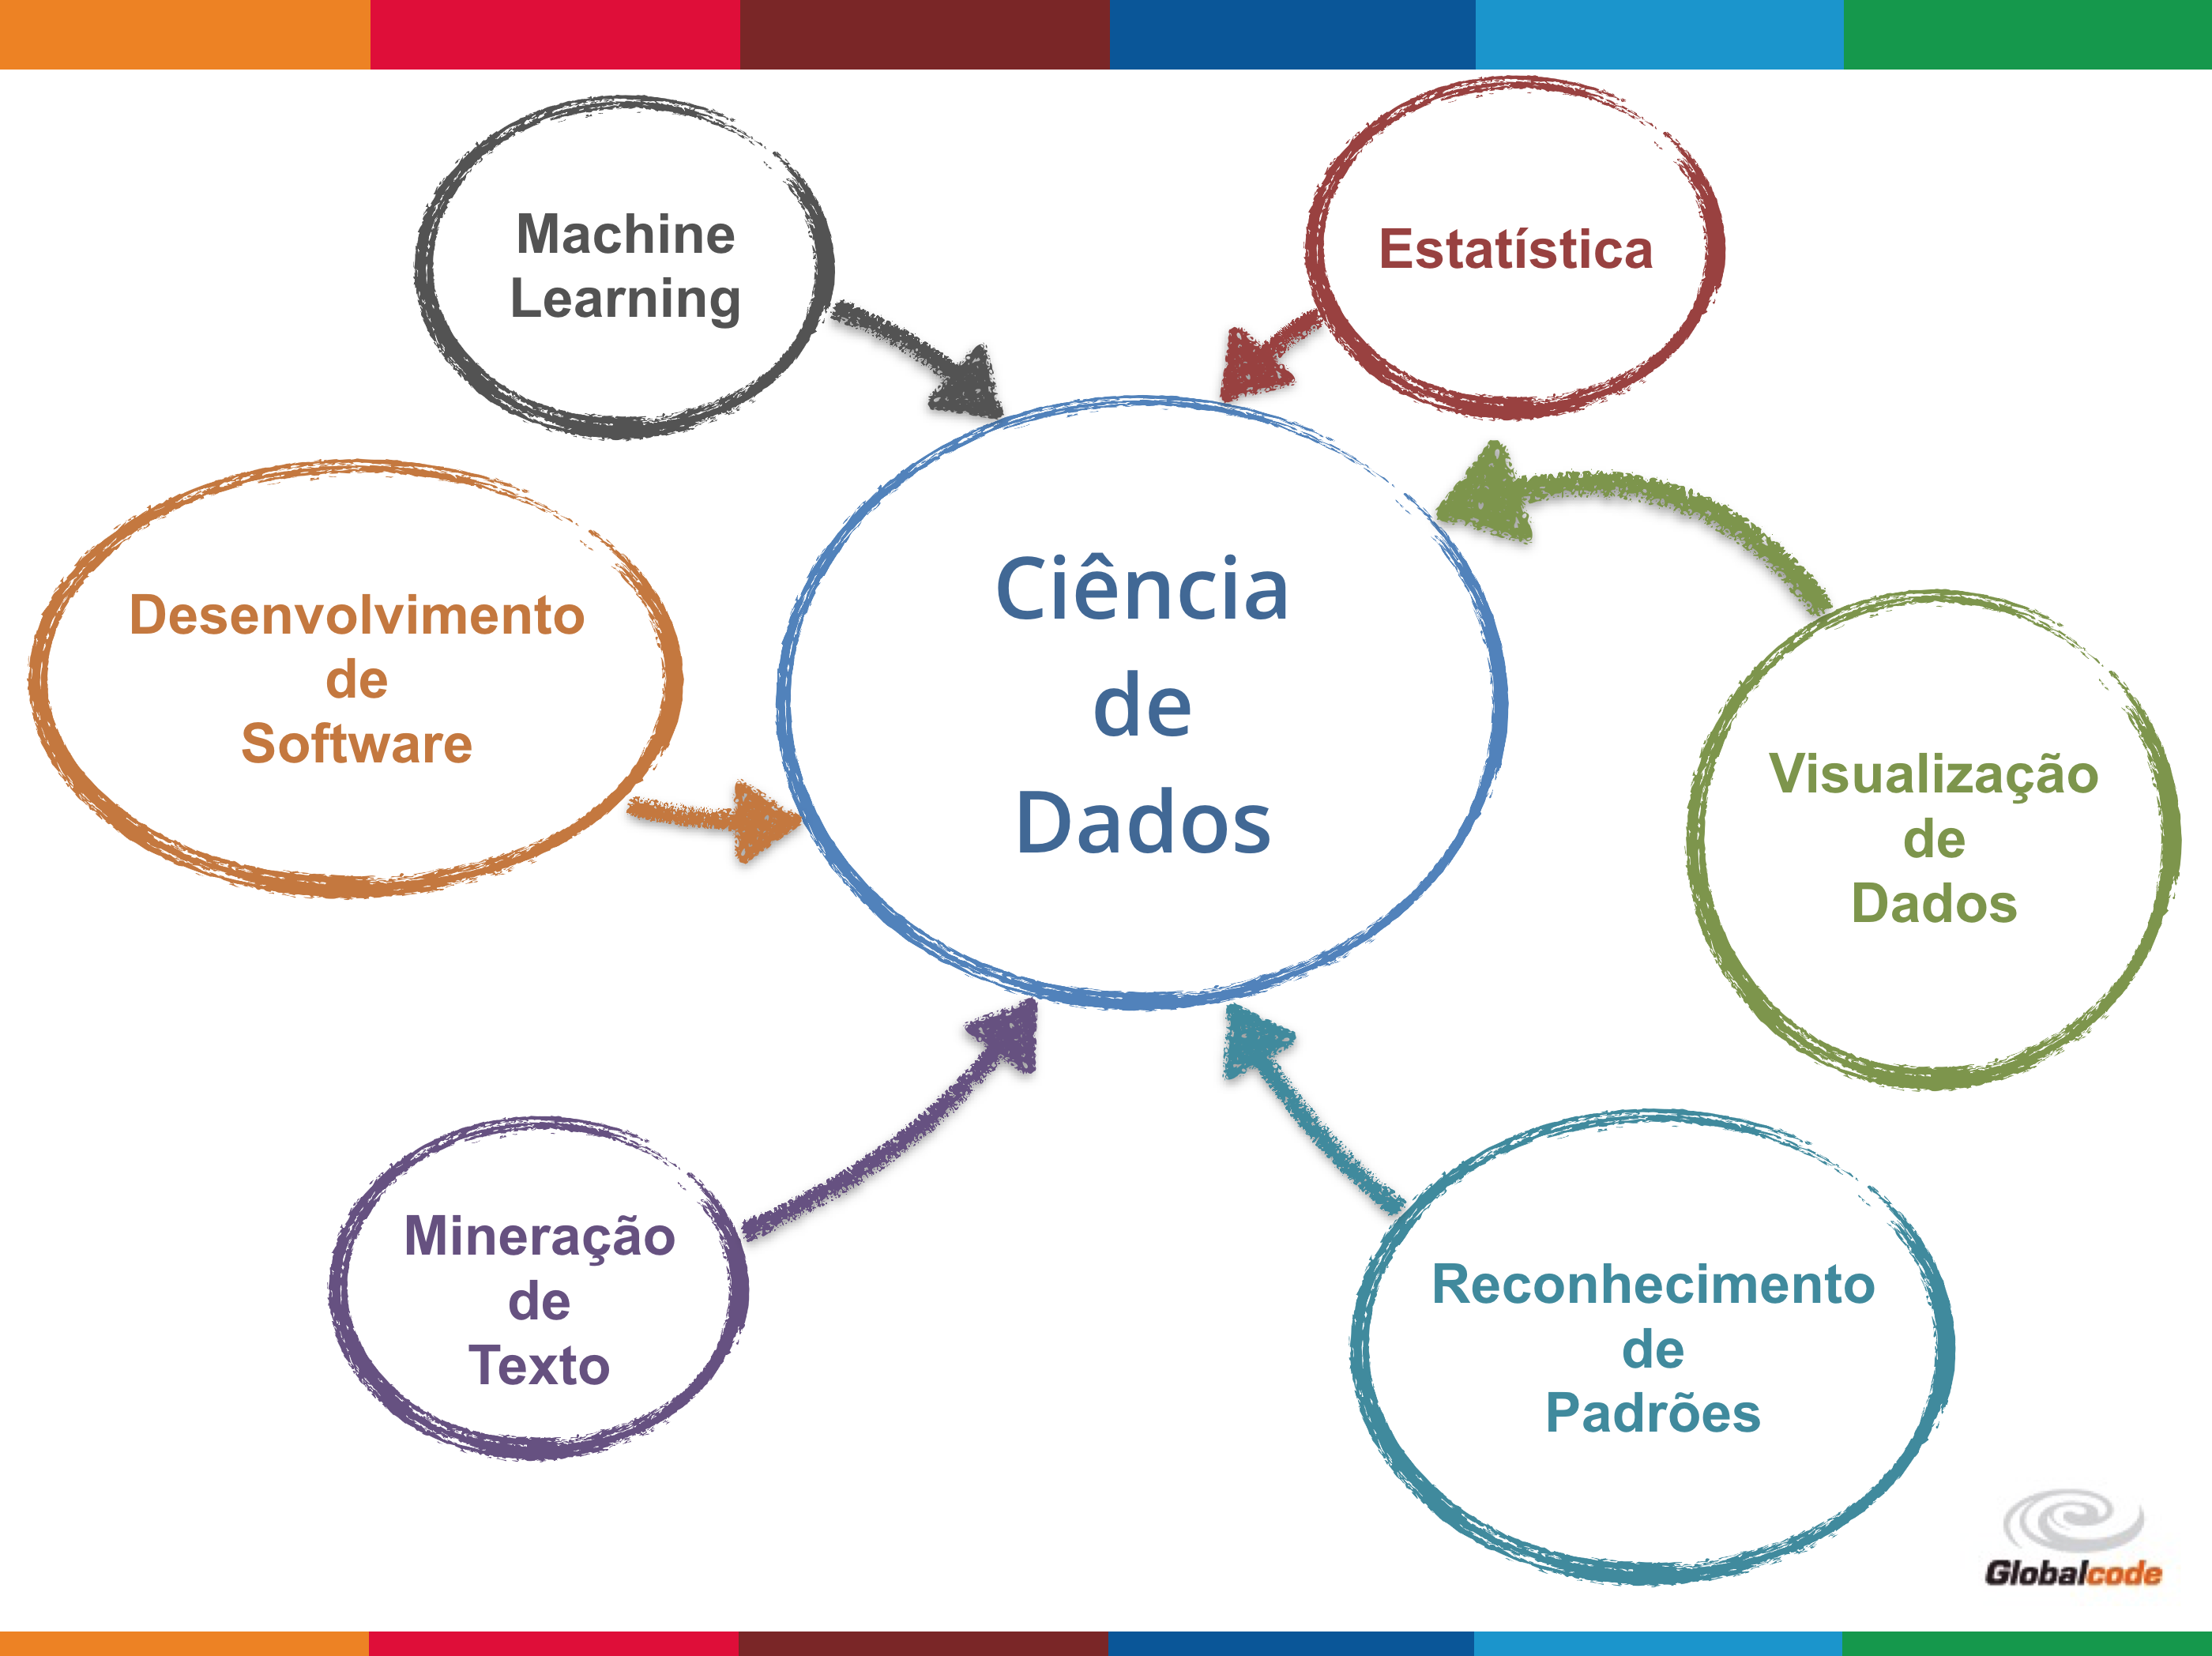 Machine
Learning
Estatística
Desenvolvimento
de
Software
Ciência
de
Dados
Visualização
de
Dados
Mineração
de
Texto
Reconhecimento
de
Padrões
Globalcode